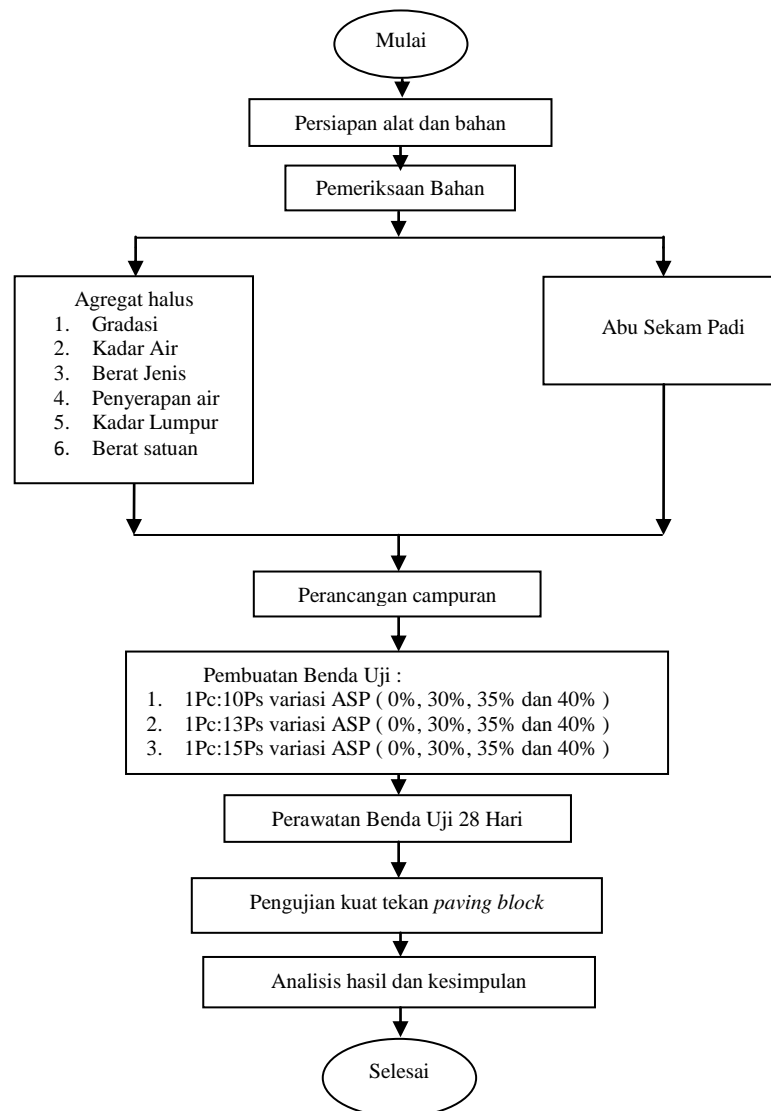 Mulai
Persiapan alat dan bahan
Pemeriksaan Bahan
Agregat halus
1. Gradasi
2. Kadar Air
3. Berat Jenis
4. Penyerapan air
5. Kadar Lumpur
6. Berat satuan
Abu Sekam Padi
Perancangan campuran
Pembuatan Benda Uji :
1. 1Pc:10Ps variasi ASP ( 0%, 30%, 35% dan 40% )
2. 1Pc:13Ps variasi ASP ( 0%, 30%, 35% dan 40% )
3. 1Pc:15Ps variasi ASP ( 0%, 30%, 35% dan 40% )
Perawatan Benda Uji 28 Hari
Pengujian kuat tekan paving block
Analisis hasil dan kesimpulan
Selesai